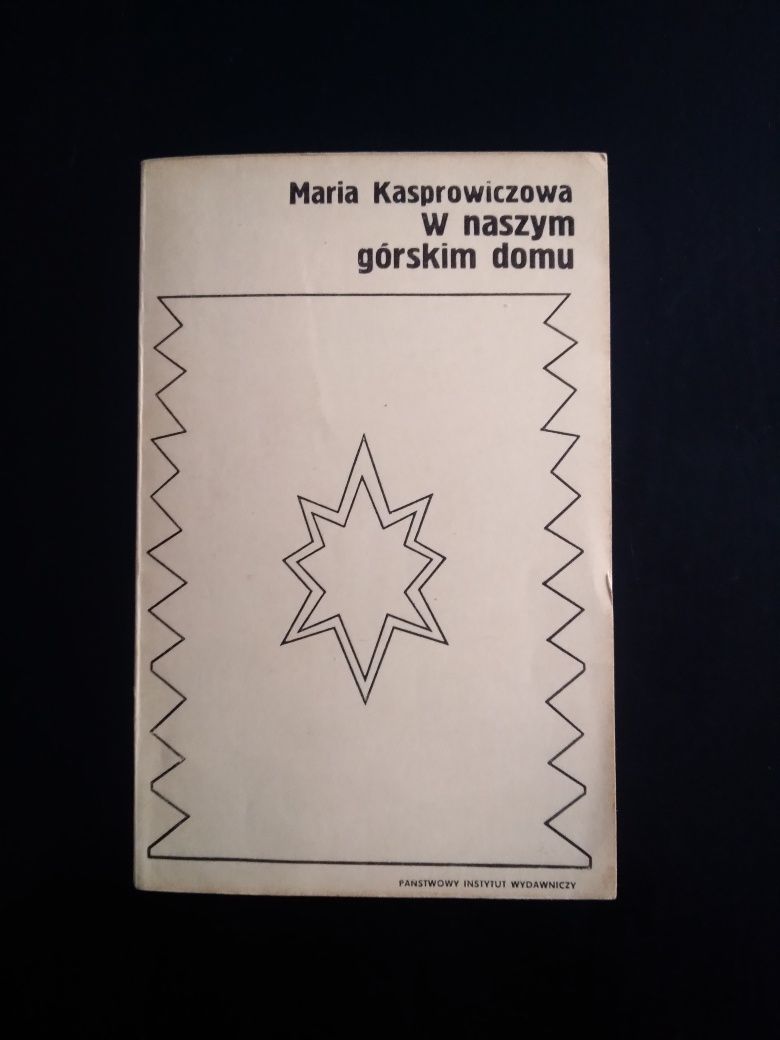 Maria Kasprowiczowa
W naszym
górskim domu
PAŃSTWOWY INSTYTUT WYDAWNICZY